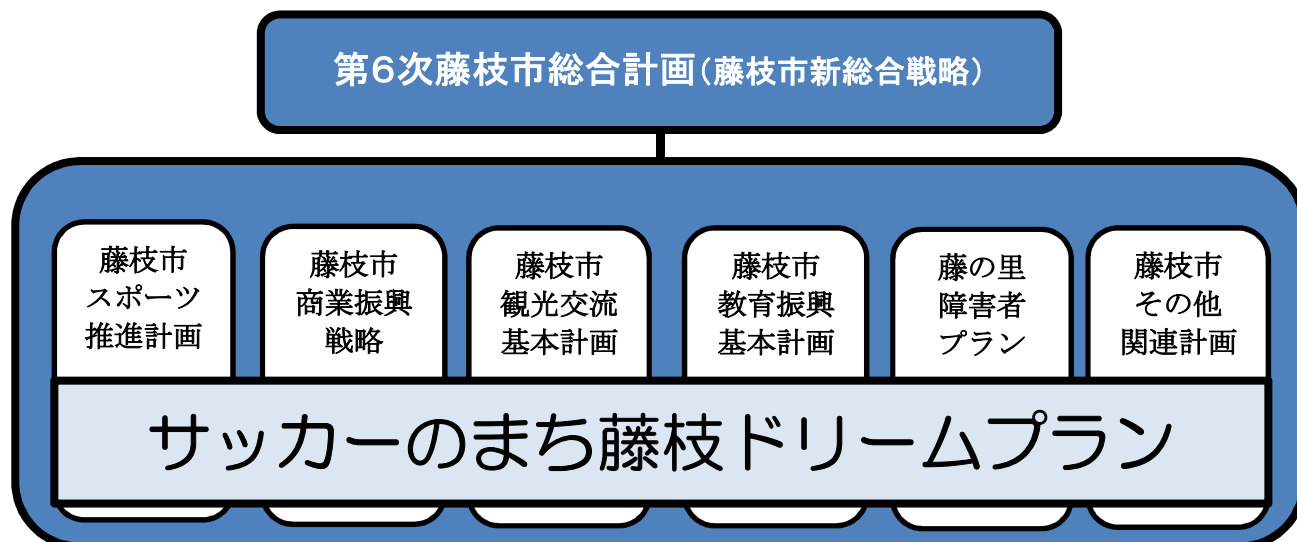 第6次藤枝市総合計画(藤枝市新総合戦略)
藤枝市
スポーツ
推進計画
藤枝市
商業振興
戦略
藤枝市
観光交流
基本計画
藤枝市
教育振興
基本計画
藤の里
障害者
プラン
藤枝市
その他
関連計画
サッカーのまち藤枝ドリームプラン